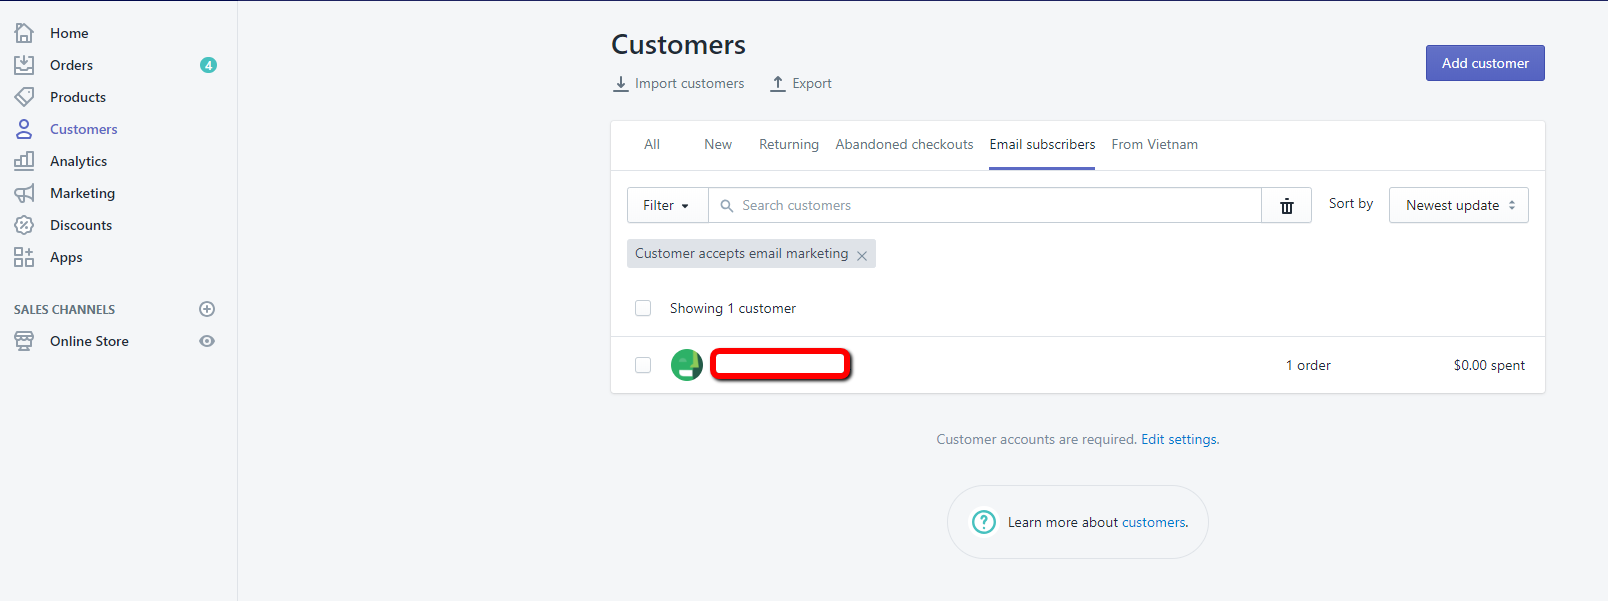 Home
Orders 4
Products
Customers
Analytics
Marketing
Discounts
Apps
SALES CHANNELS
Online Store
Customers
Import customers Export
Add customer
All New Returning Abandoned checkouts Email subscribers From Vietnam
Filter Search customers Sort by Newest update
Customer accepts email marketing
Showing 1 customer
1 order $0.00 spent
Customer accounts are required. Edit settings.
? Learn more about customers.